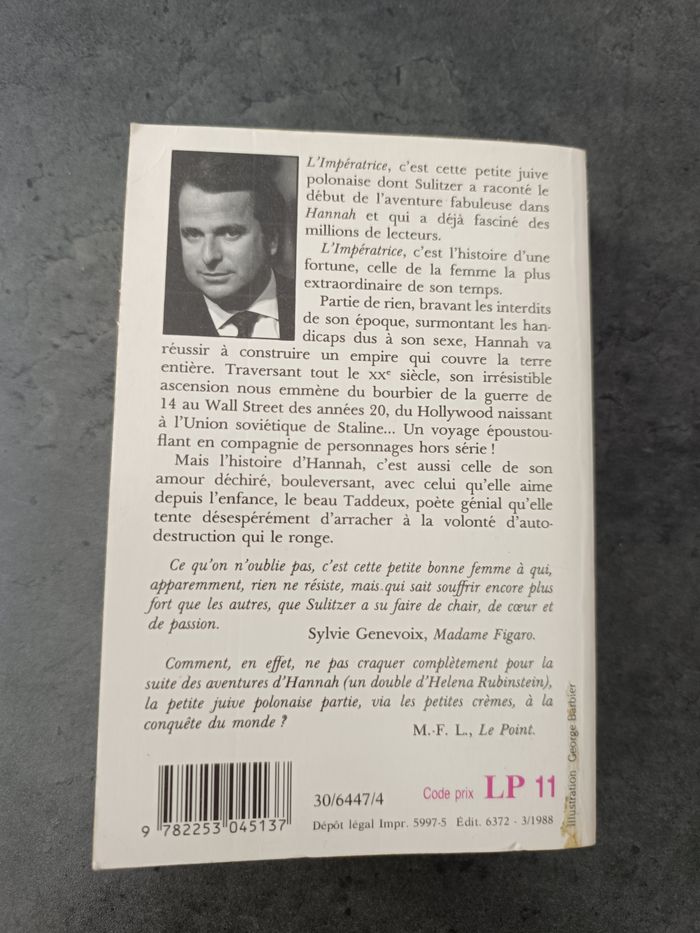 L'Impératrice, c'est cette petite juive
polonaise dont Sulitzer a raconté le
début de l'aventure fabuleuse dans
Hannah et qui a déjà fasciné des
millions de lecteurs.
L'Impératrice, c'est l'histoire d'une
fortune, celle de la femme la plus
extraordinaire de son temps.
Partie de rien, bravant les interdits
de son époque, surmontant les han-
dicaps dus à son sexe, Hannah va
réussir à construire un empire qui couvre la terre
entière. Traversant tout le XXe siècle, son irrésistible
ascension nous emmène du bourbier de la guerre de
14 au Wall Street des années 20, du Hollywood naissant
à l'Union soviétique de Staline... Un voyage époustou-
flant en compagnie de personnages hors série !
Mais l'histoire d'Hannah, c'est aussi celle de son
amour déchiré, bouleversant, avec celui qu'elle aime
depuis l'enfance, le beau Taddeux, poète génial qu'elle
tente désespérément d'arracher à la volonté d'auto-
destruction qui le ronge.
Ce qu'on n'oublie pas, c'est cette petite bonne femme à qui,
apparemment, rien ne résiste, mais qui sait souffrir encore plus
fort que les autres, que Sulitzer a su faire de chair, de cœur et
de passion.
Sylvie Genevoix, Madame Figaro.
Comment, en effet, ne pas craquer complètement pour la
suite des aventures d'Hannah (un double d'Helena Rubinstein),
la petite juive polonaise partie, via les petites crèmes, à la
conquête du monde ?
M.-F. L., Le Point.
Illustration George Barbier
30/6447/4
Code prix LP 11
9 782253 045137
Dépôt légal Impr. 5997-5 Édit. 6372 - 3/1988